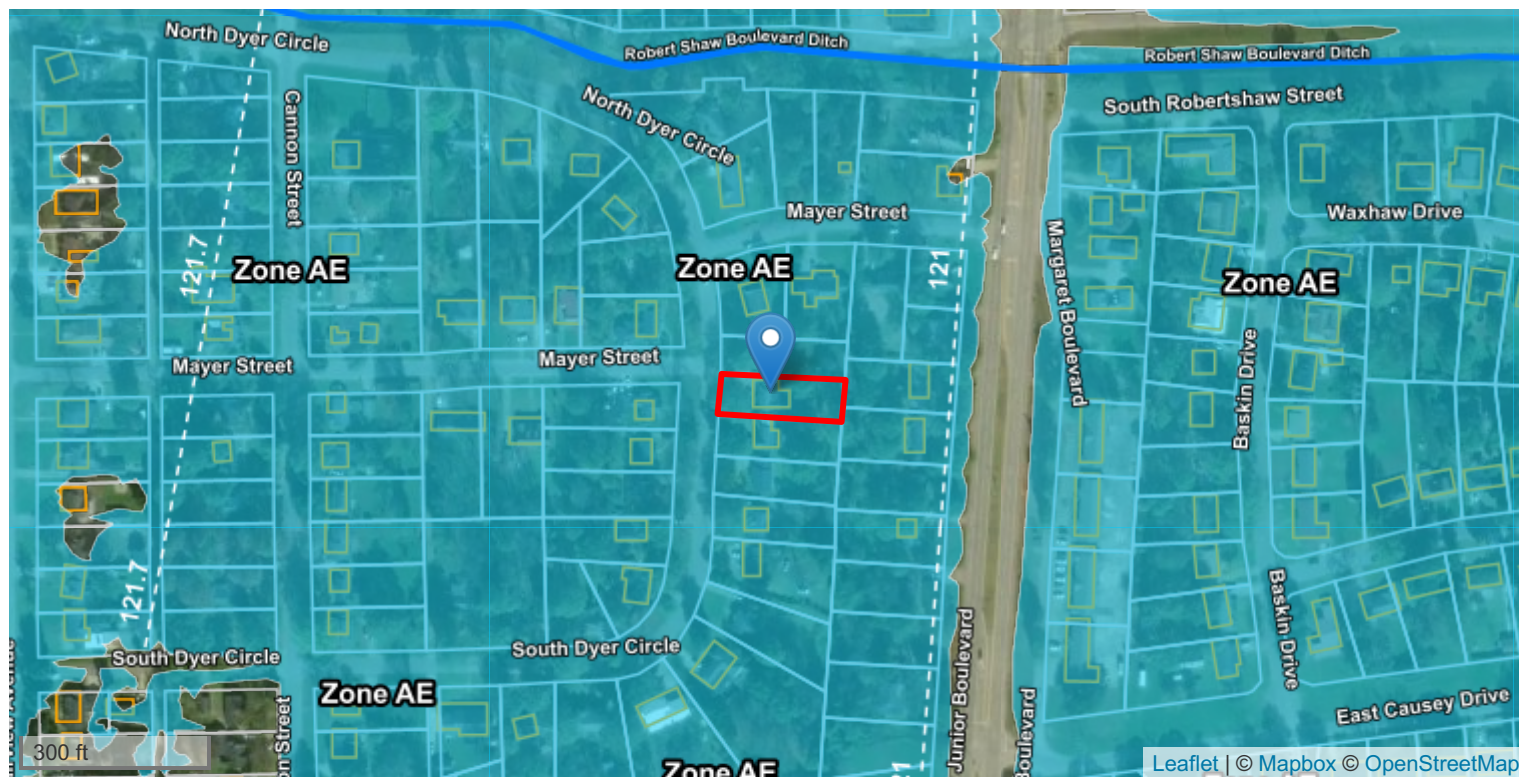 North Dyer Circle
Robert Shaw Boulevard Ditch
Robert Shaw Boulevard Ditch
South Robertshaw Street
Cannon Street
North Dyer Circle
Mayer Street
Waxhaw Drive
121.7
Zone AE
Zone AE
121
Margaret Boulevard
Zone AE
Mayer Street
Mayer Street
Baskin Drive
121.7
South Dyer Circle
South Dyer Circle
Junior Boulevard
Baskin Drive
Zone AE
East Causey Drive
Street
Boulevard
300 ft
Zone AE
21
Leaflet | © Mapbox © OpenStreetMap